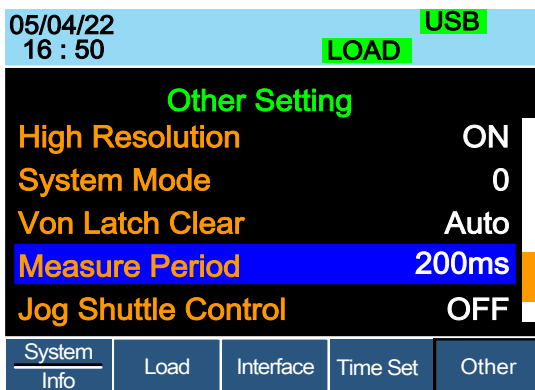 05/04/22 USB
16 : 50 LOAD
Other Setting
High Resolution ON
System Mode 0
Von Latch Clear Auto
Measure Period 200ms
Jog Shuttle Control OFF
System Info Load Interface Time Set Other